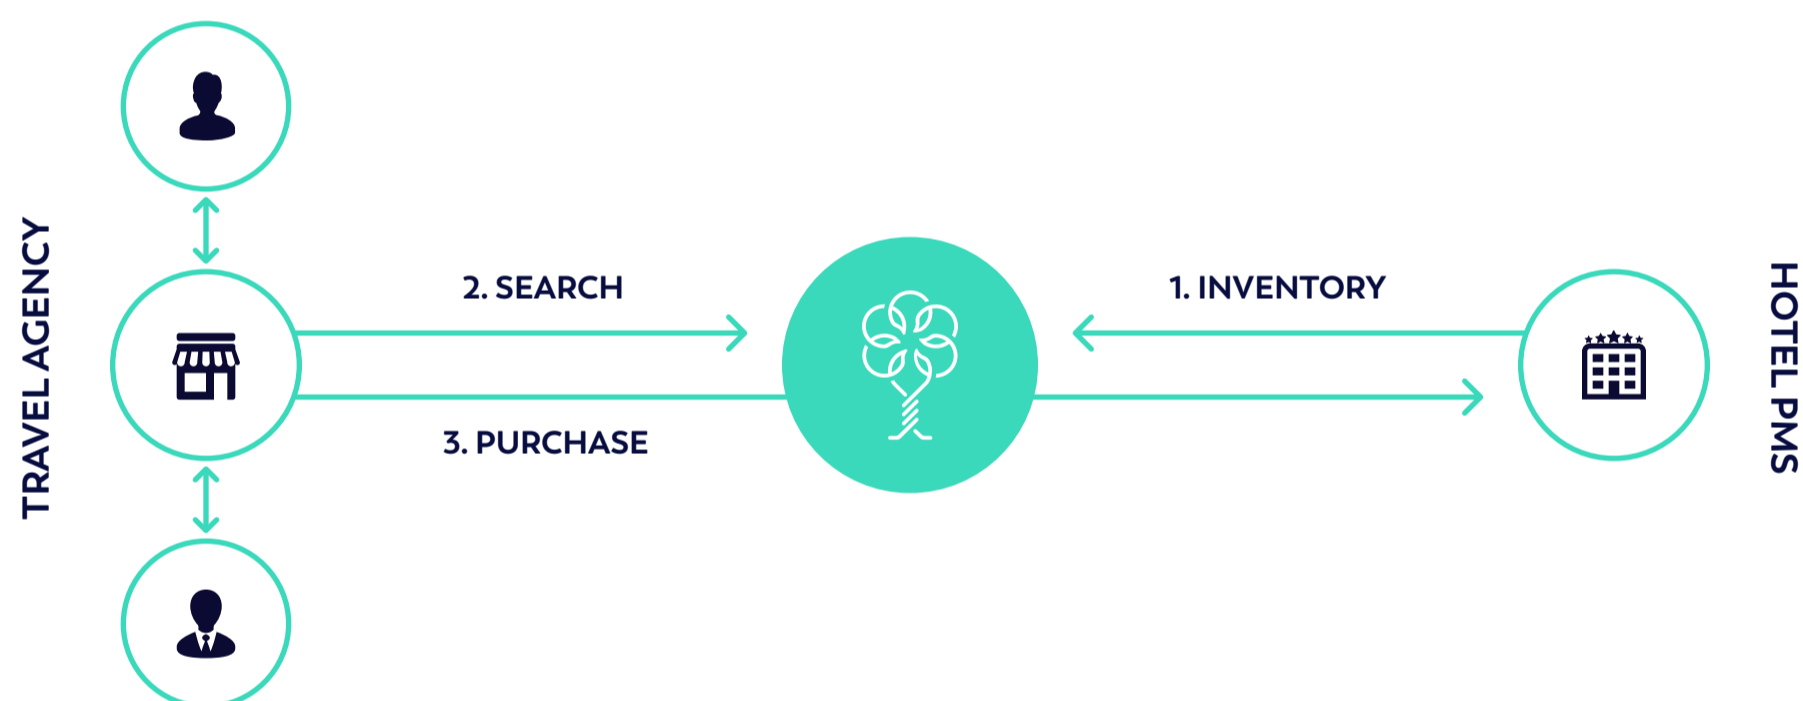 TRAVEL AGENCY
2. SEARCH
3. PURCHASE
1. INVENTORY
HOTEL PMS